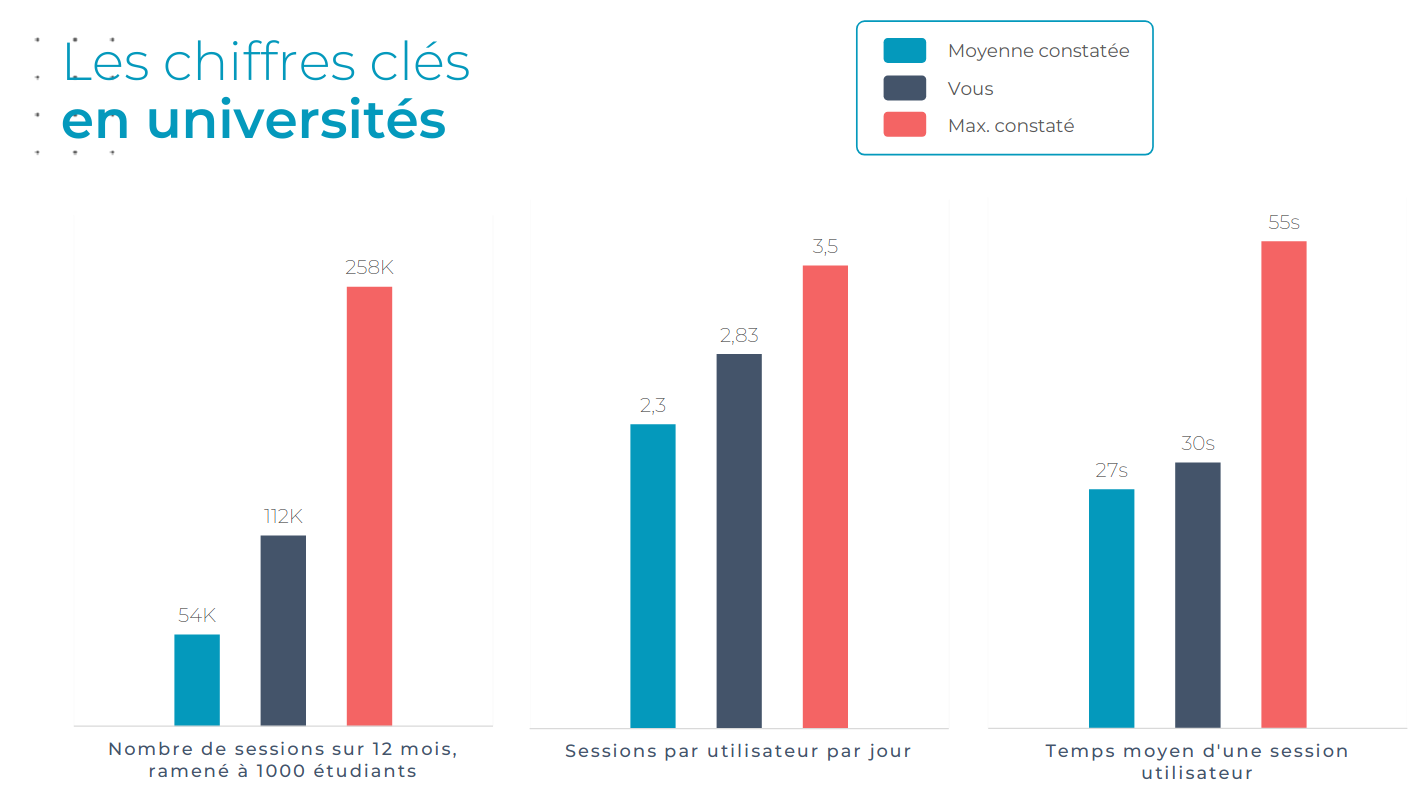 Les chiffres clés
en universités
Moyenne constatée
Vous
Max. constaté
258K
112K
54K
Nombre de sessions sur 12 mois,
ramené à 1000 étudiants
3,5
2,83
2,3
Sessions par utilisateur par jour
55s
30s
27s
Temps moyen d'une session
utilisateur